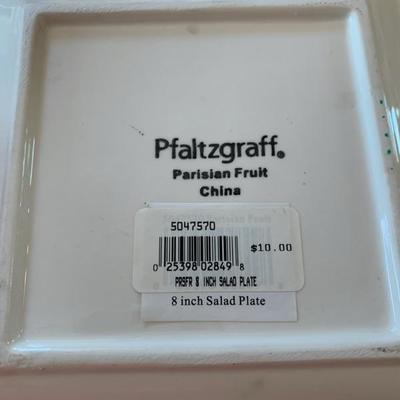 Pfaltzgraff®
Parisian Fruit
China
5047570
$10.00
0 25398 02849 8
PRSFR 8 INCH SALAD PLATE
8 inch Salad Plate